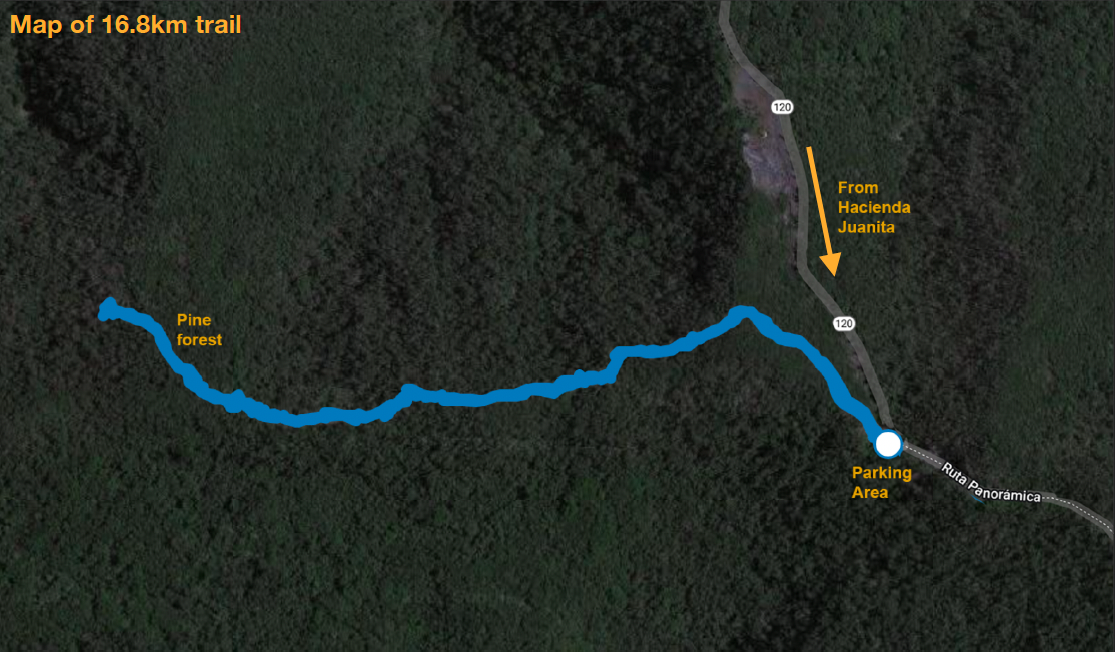 Map of 16.8km trail
120
From
Hacienda
Juanita
Pine
forest
120
Parking
Area
Ruta Panorámica